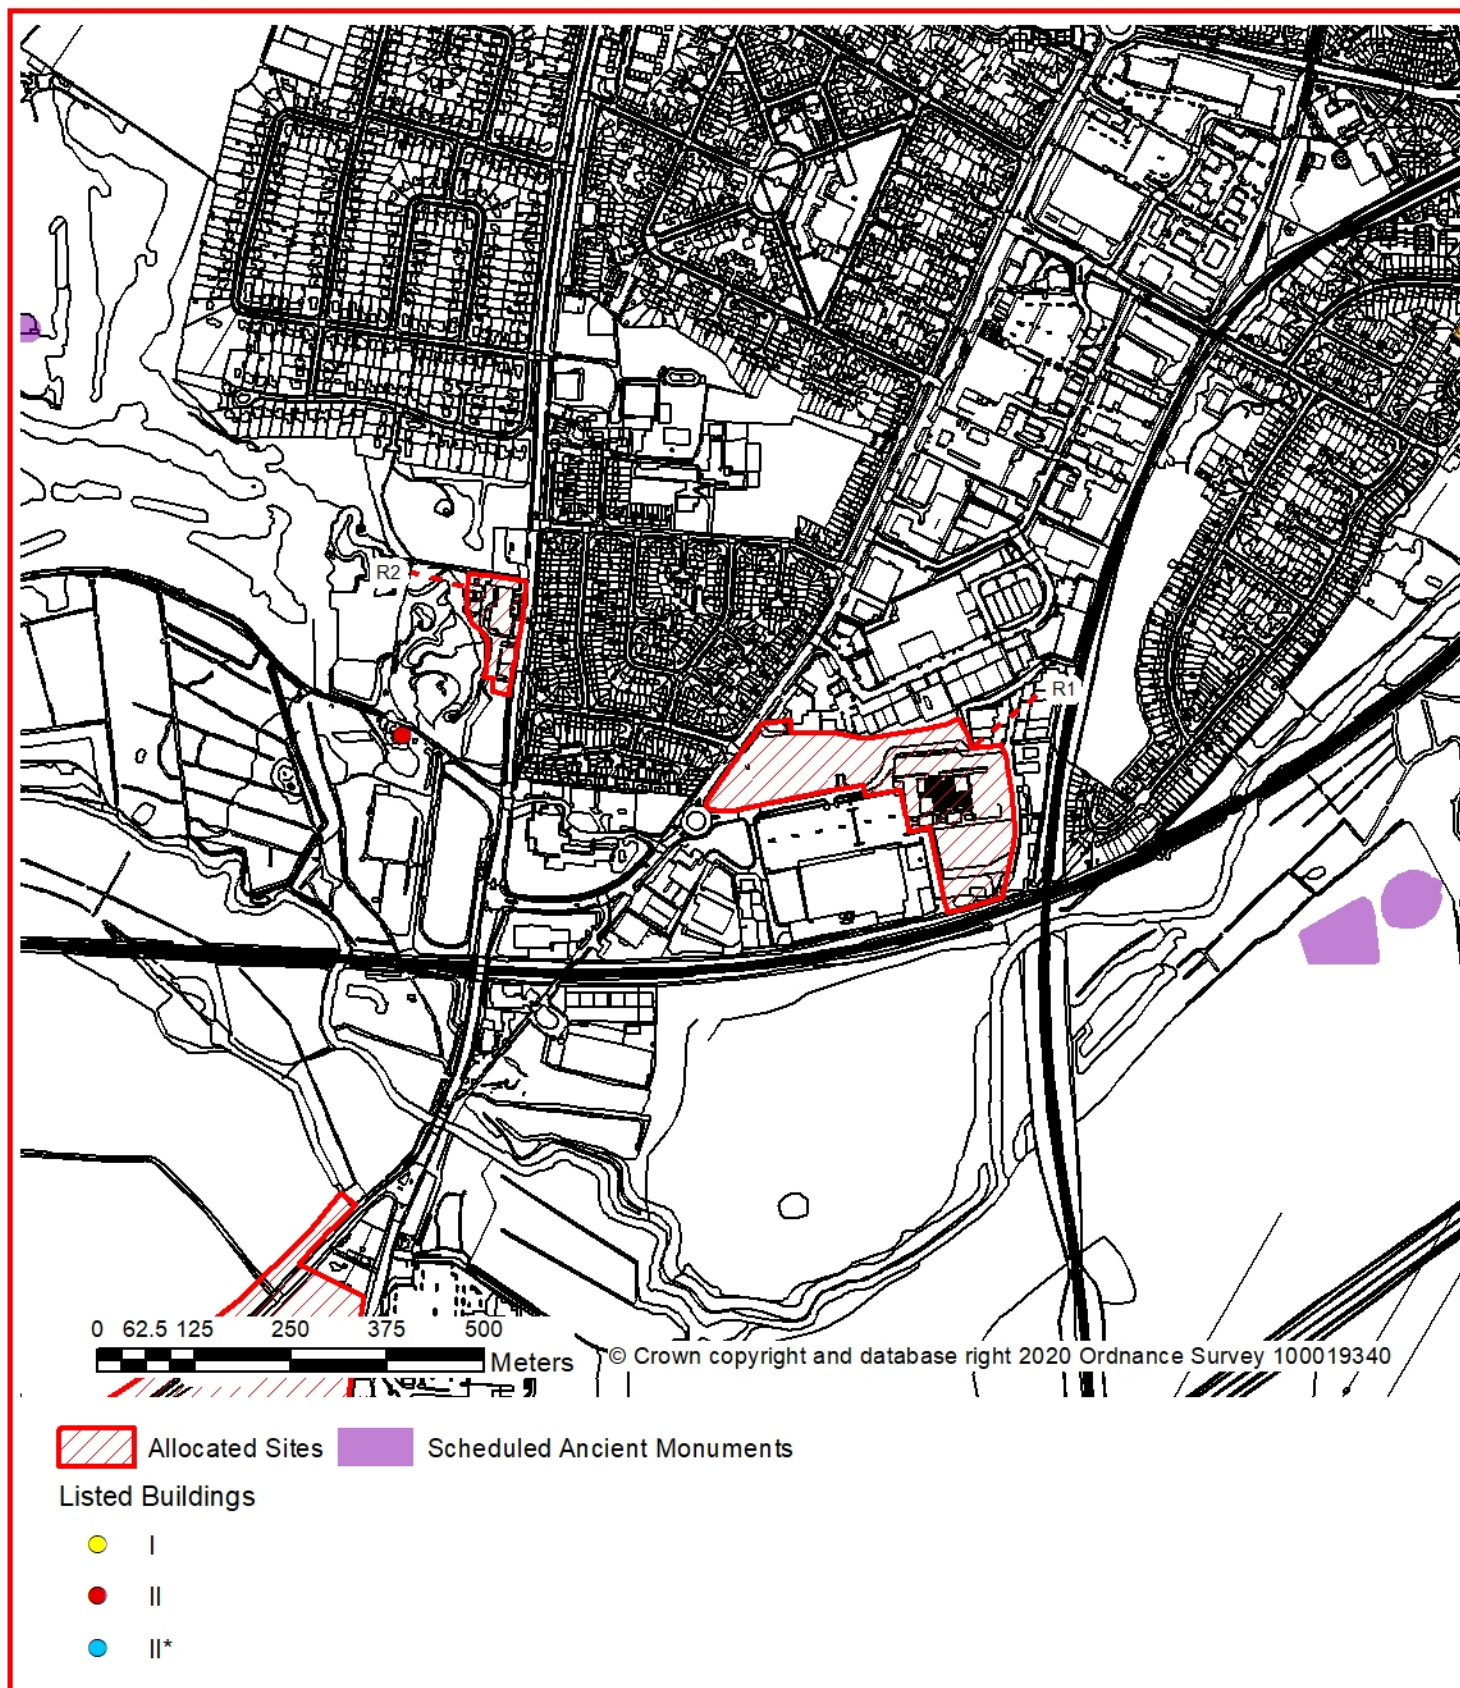 R2
R1
0 62.5 125 250 375 500
Meters
© Crown copyright and database right 2020 Ordnance Survey 100019340
Allocated Sites
Scheduled Ancient Monuments
Listed Buildings
I
II
II*